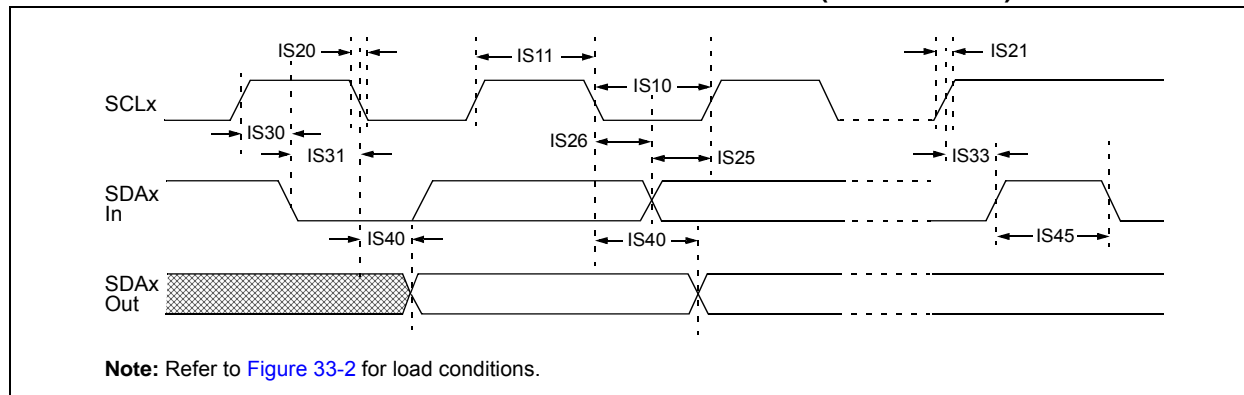 IS20
IS11
IS21
IS10
SCLx
IS30
IS26
IS31
IS25
IS33
SDAx
In
IS40
IS40
IS45
SDAx
Out
Note: Refer to Figure 33-2 for load conditions.